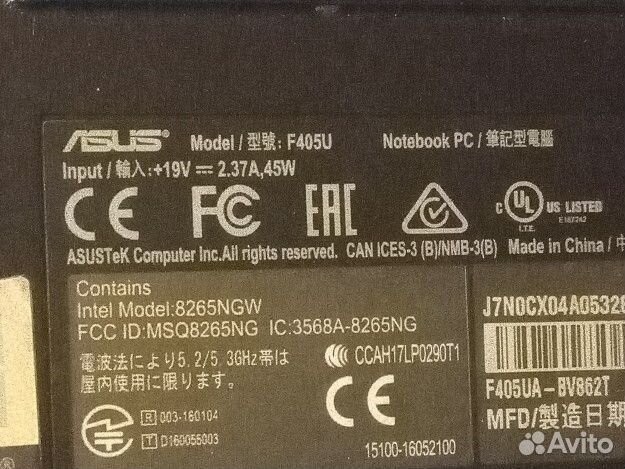 ASUS Model / 型號: F405U Notebook PC / 筆記型電腦
Input / 輸入:+19V ⎓ 2.37A,45W
CE FC EAC c UL US LISTED
I.T.E. E187242
ASUSTeK Computer Inc.All rights reserved. CAN ICES-3 (B)/NMB-3(B) Made in China / 中
Contains
Intel Model:8265NGW
FCC ID:MSQ8265NG IC:3568A-8265NG
電波法により5.2/5.3GHz帯は
屋内使用に限ります。
CCAH17LP0290T1
R 003-160104
T D160055003
15100-16052100
J7N0CX04A05328
F405UA-BV862T
MFD/製造日期
®
Avito